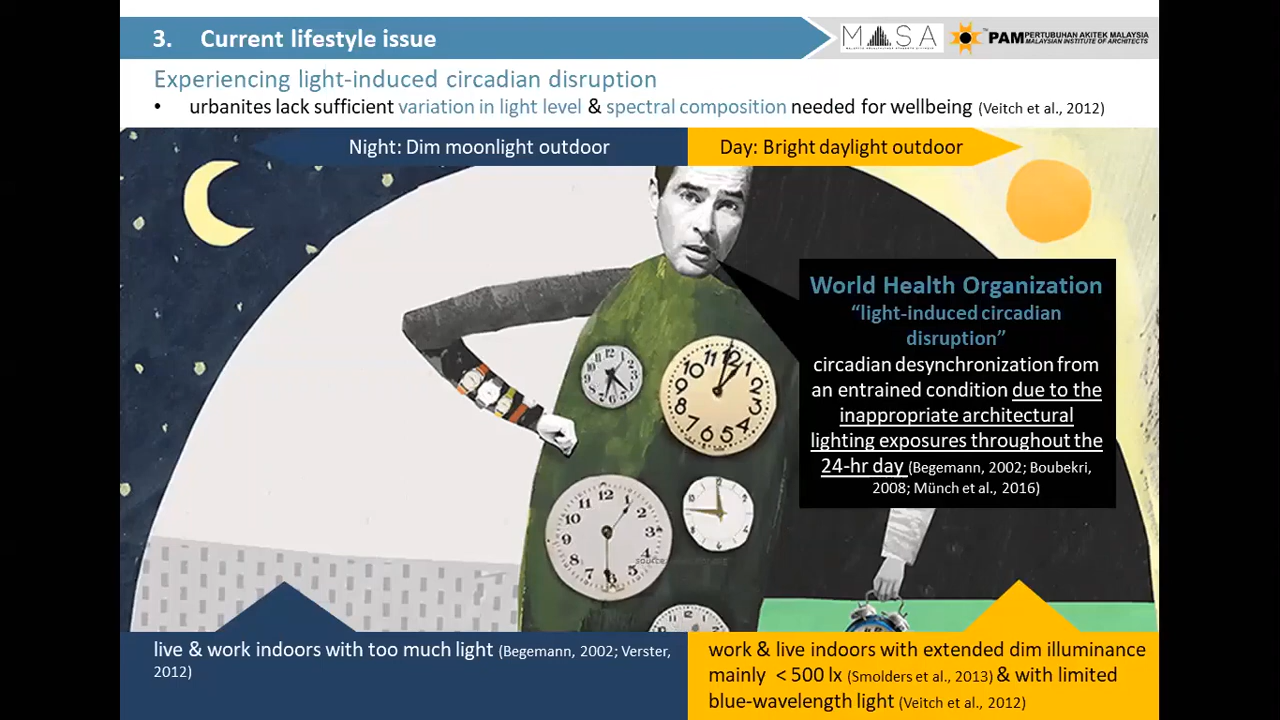 3. Current lifestyle issue
MASA
PAM PERTUBUHAN AKITEK MALAYSIA
MALAYSIAN INSTITUTE OF ARCHITECTS
Experiencing light-induced circadian disruption
• urbanites lack sufficient variation in light level & spectral composition needed for wellbeing (Veitch et al., 2012)
Night: Dim moonlight outdoor
Day: Bright daylight outdoor
World Health Organization
“light-induced circadian
disruption”
circadian desynchronization from
an entrained condition due to the
inappropriate architectural
lighting exposures throughout the
24-hr day (Begemann, 2002; Boubekri,
2008; Münch et al., 2016)
live & work indoors with too much light (Begemann, 2002; Verster,
2012)
work & live indoors with extended dim illuminance
mainly < 500 lx (Smolders et al., 2013) & with limited
blue-wavelength light (Veitch et al., 2012)